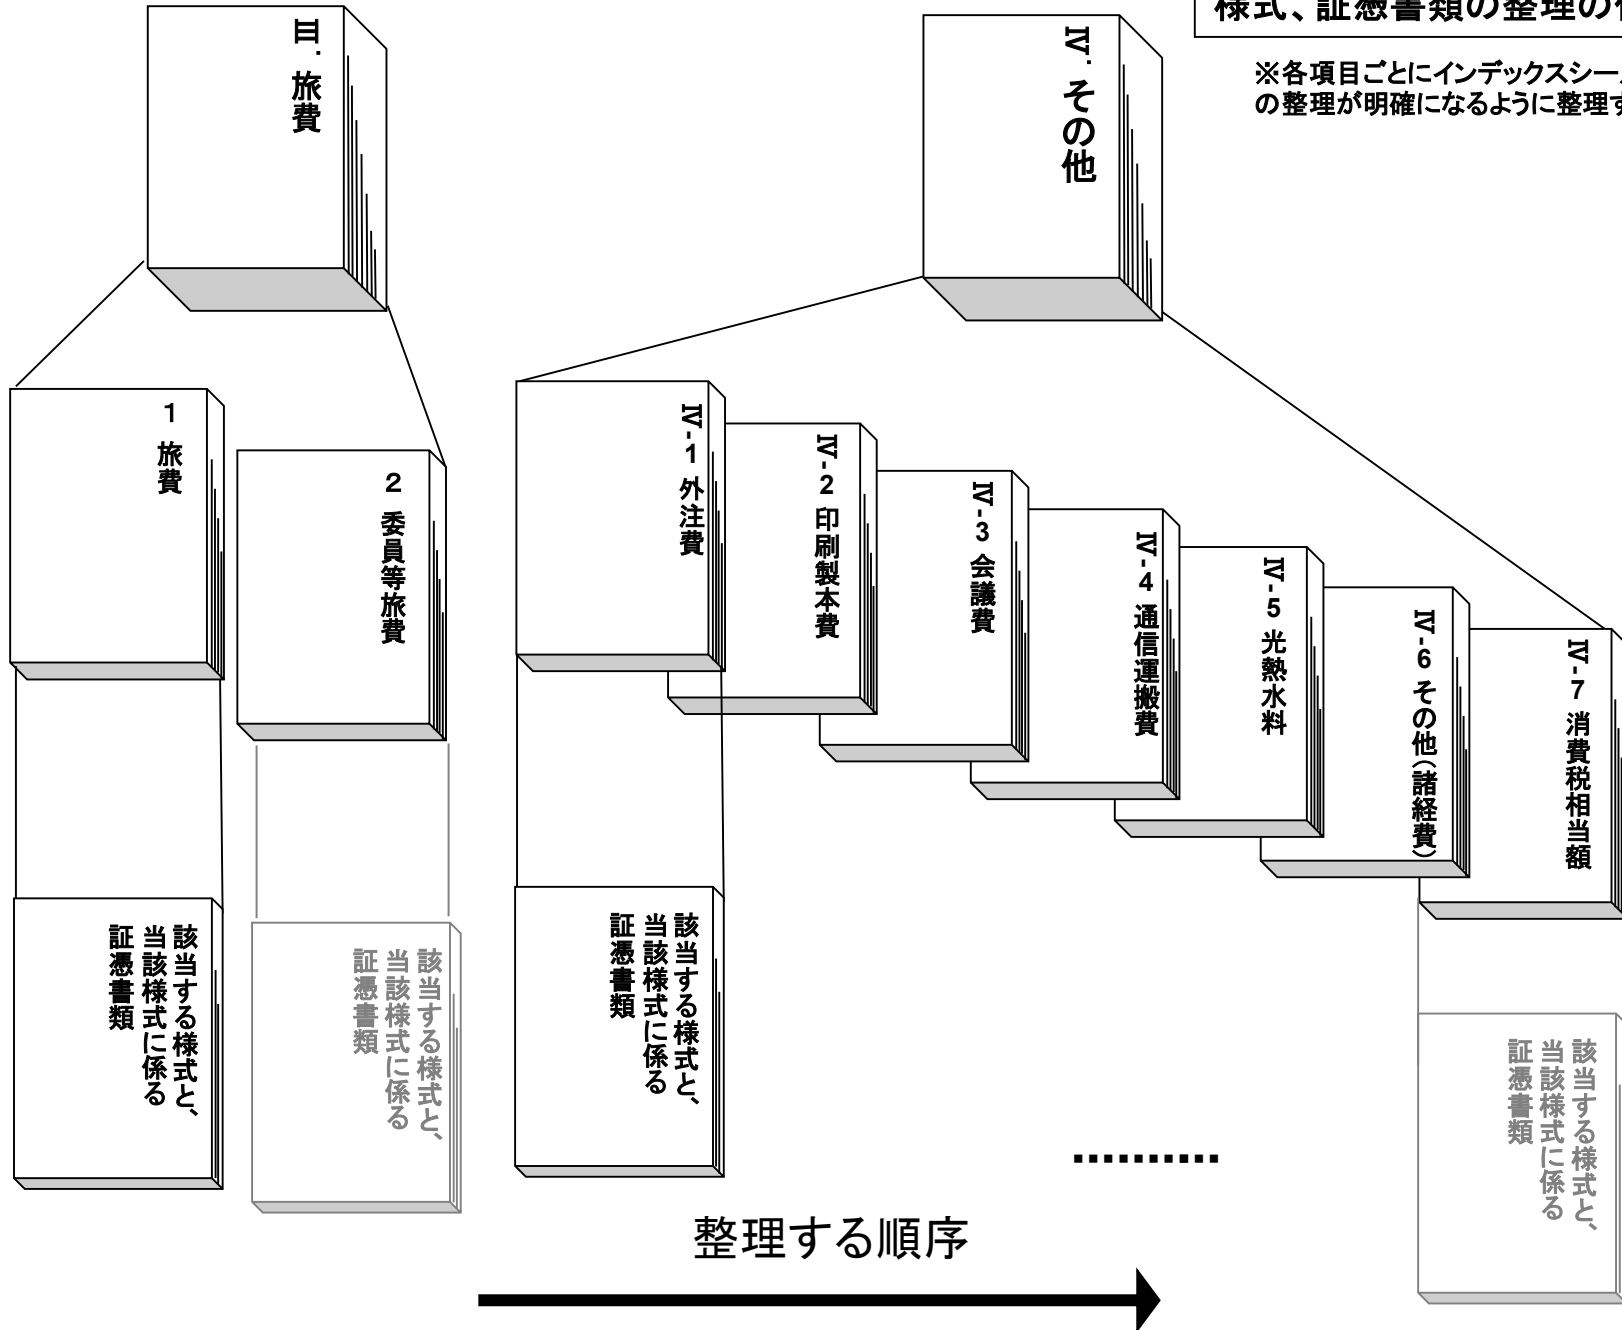 様式、証憑書類の整理の
※各項目ごとにインデックスシー
の整理が明確になるように整理
Ⅲ．旅費
Ⅳ．その他
1 旅費
2 委員等旅費
Ⅳ-1 外注費
Ⅳ-2 印刷製本費
Ⅳ-3 会議費
Ⅳ-4 通信運搬費
Ⅳ-5 光熱水料
Ⅳ-6 その他（諸経費）
Ⅳ-7 消費税相当額
該当する様式と、
当該様式に係る
証憑書類
該当する様式と、
当該様式に係る
証憑書類
該当する様式と、
当該様式に係る
証憑書類
該当する様式と、
当該様式に係る
証憑書類
整理する順序